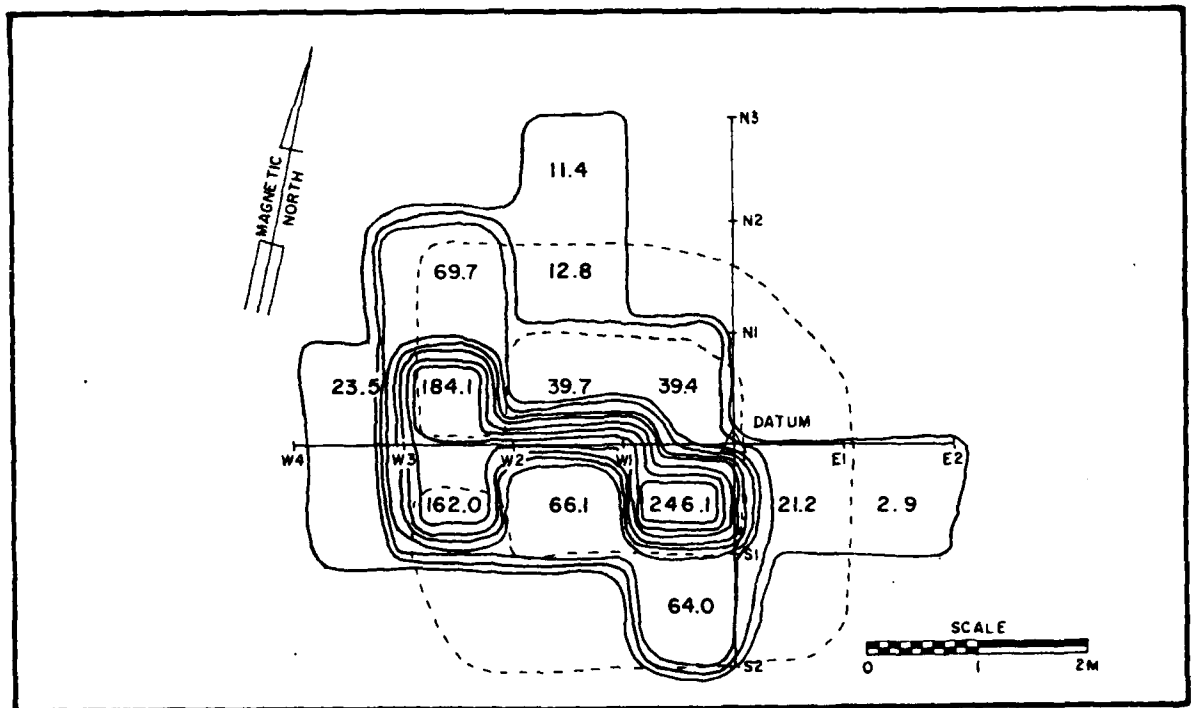 N3
11.4
MAGNETIC
NORTH
N2
69.7 12.8
N1
23.5 184.1 39.7 39.4
DATUM
W4 W3 W2 W1 E1 E2
162.0 66.1 246.1 21.2 2.9
S1
64.0
SCALE
S2
0 1 2M